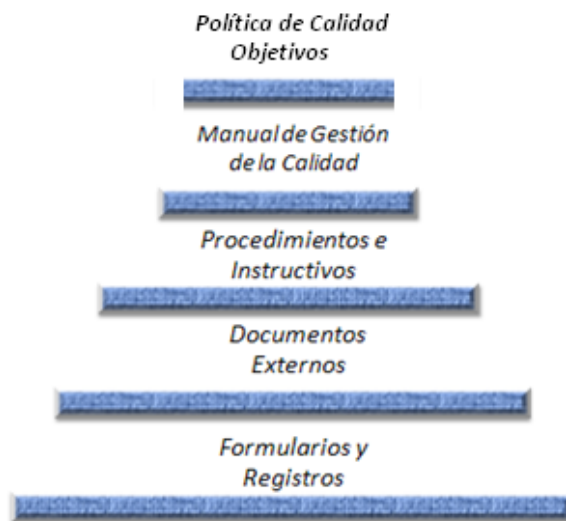 Política de Calidad
Objetivos
Manual de Gestión
de la Calidad
Procedimientos e
Instructivos
Documentos
Externos
Formularios y
Registros